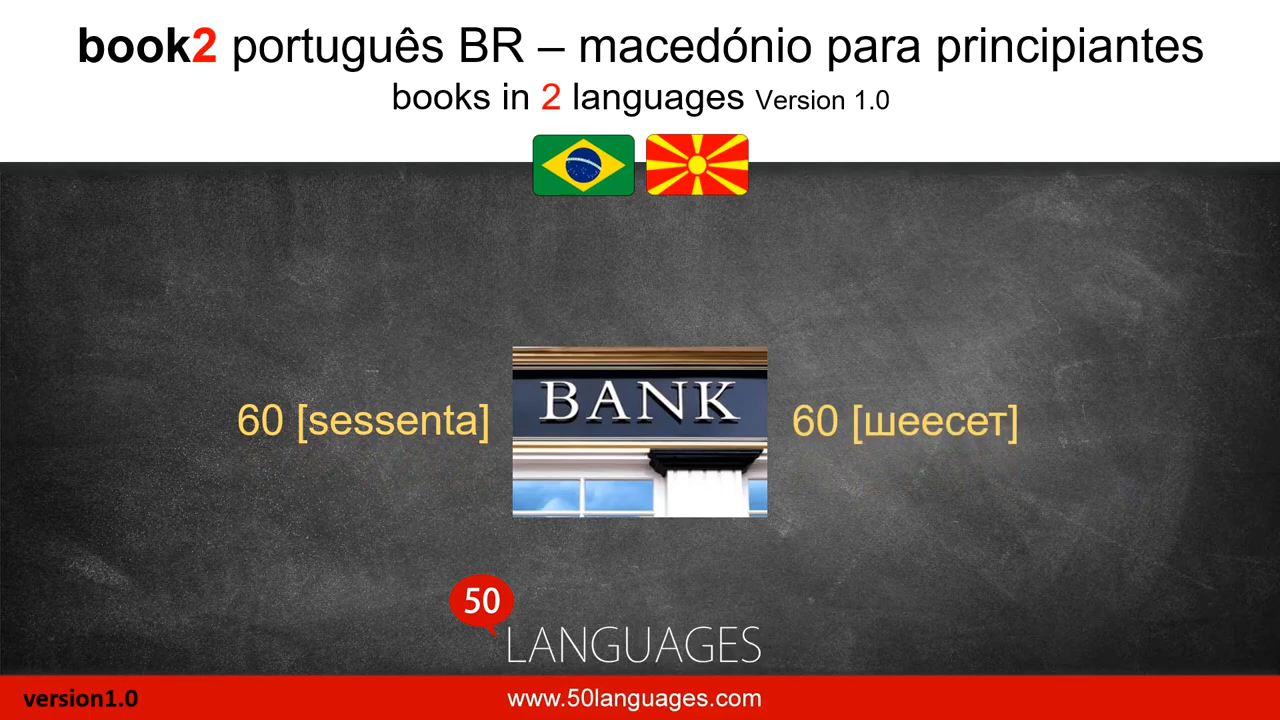 book2 português BR – macedónio para principiantes
books in 2 languages Version 1.0
60 [sessenta]
BANK
60 [шеесет]
50
LANGUAGES
version1.0
www.50languages.com